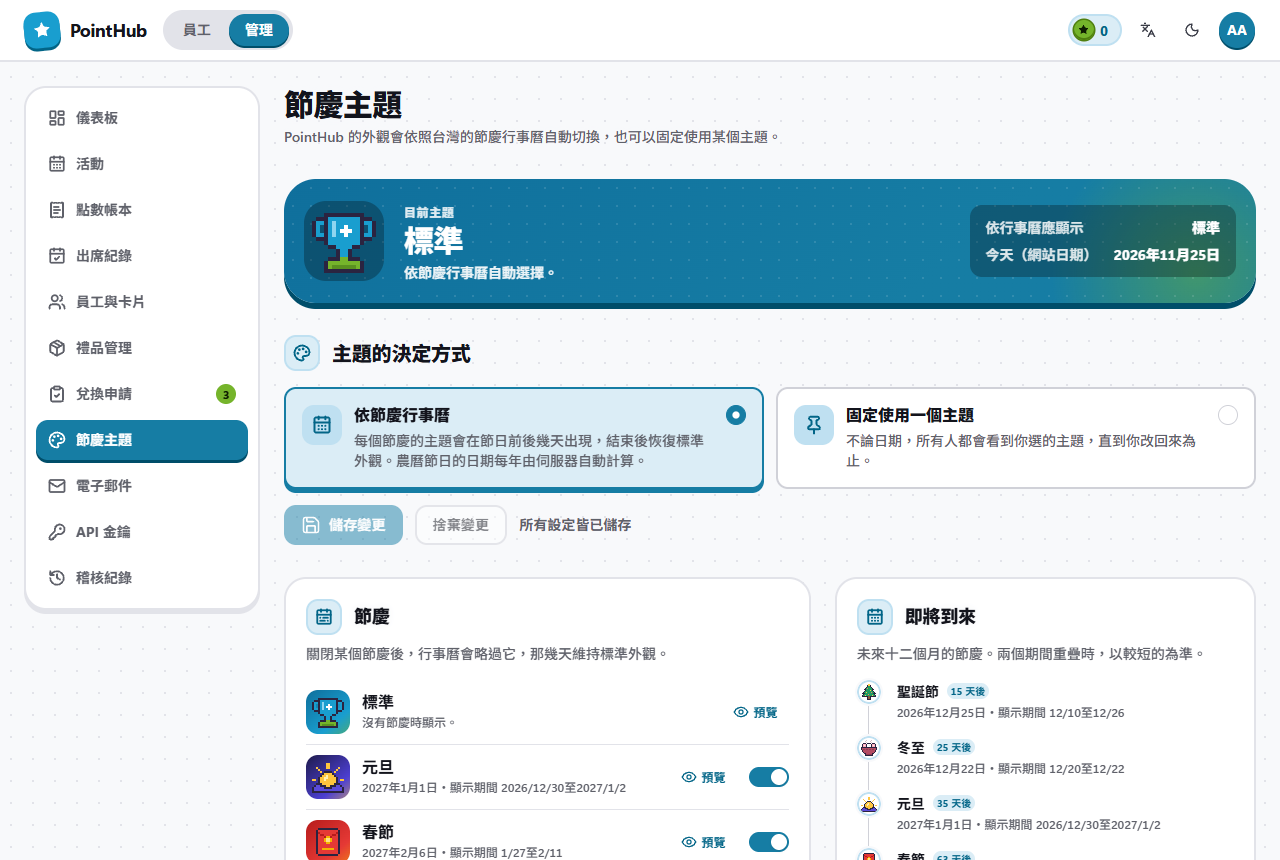 PointHub
員工
管理
0
AA
儀表板
活動
點數帳本
出席紀錄
員工與卡片
禮品管理
兌換申請
3
節慶主題
電子郵件
API 金鑰
稽核紀錄
節慶主題
PointHub 的外觀會依照台灣的節慶行事曆自動切換，也可以固定使用某個主題。
目前主題
標準
依節慶行事曆自動選擇。
依行事曆應顯示 標準
今天（網站日期） 2026年11月25日
主題的決定方式
依節慶行事曆
每個節慶的主題會在節日前後幾天出現，結束後恢復標準
外觀。農曆節日的日期每年由伺服器自動計算。
固定使用一個主題
不論日期，所有人都會看到你選的主題，直到你改回來為
止。
儲存變更
捨棄變更
所有設定皆已儲存
節慶
關閉某個節慶後，行事曆會略過它，那幾天維持標準外觀。
標準
沒有節慶時顯示。
預覽
元旦
2027年1月1日・顯示期間 2026/12/30至2027/1/2
預覽
春節
2027年2月6日・顯示期間 1/27至2/11
預覽
即將到來
未來十二個月的節慶。兩個期間重疊時，以較短的為準。
聖誕節 15 天後
2026年12月25日・顯示期間 12/10至12/26
冬至 25 天後
2026年12月22日・顯示期間 12/20至12/22
元旦 35 天後
2027年1月1日・顯示期間 2026/12/30至2027/1/2
春節 63 天後